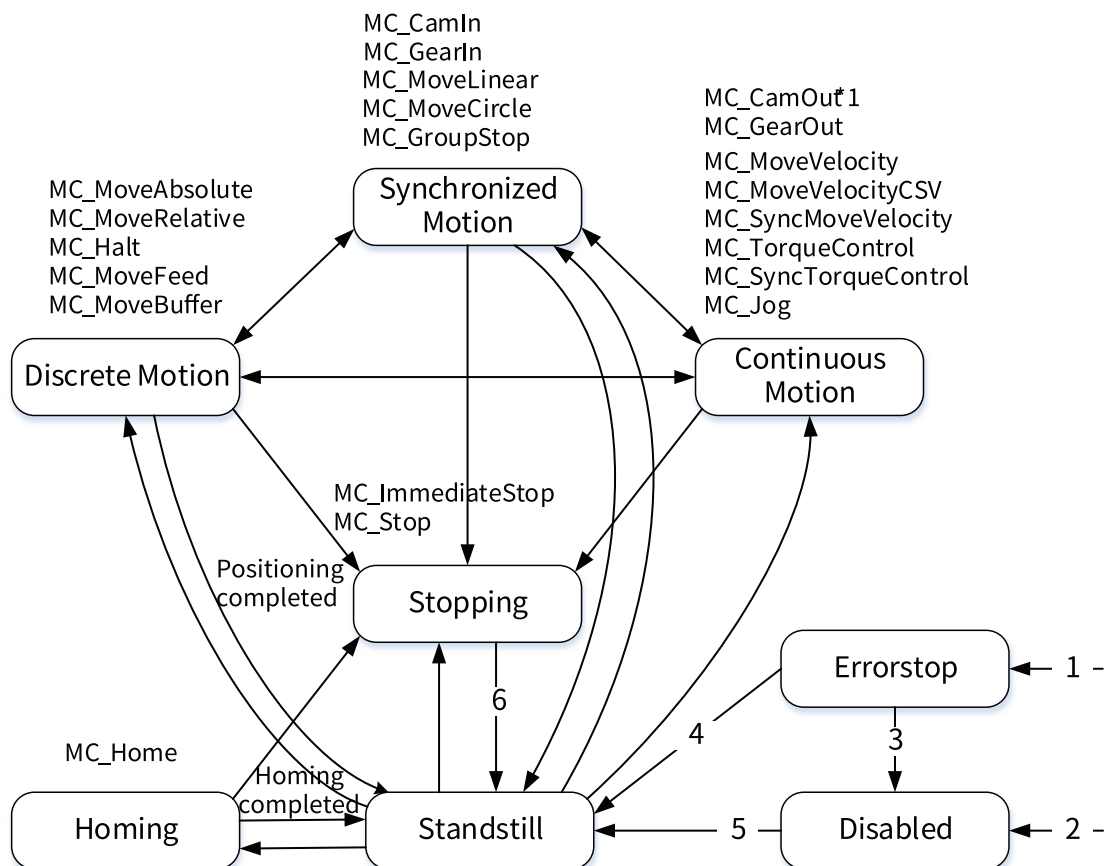 MC_CamIn
MC_GearIn
MC_MoveLinear
MC_MoveCircle
MC_GroupStop
MC_CamOut*1
MC_GearOut
MC_MoveVelocity
MC_MoveVelocityCSV
MC_SyncMoveVelocity
MC_TorqueControl
MC_SyncTorqueControl
MC_Jog
Synchronized
Motion
MC_MoveAbsolute
MC_MoveRelative
MC_Halt
MC_MoveFeed
MC_MoveBuffer
Discrete Motion
Continuous
Motion
MC_ImmediateStop
MC_Stop
Positioning
completed
Stopping
Errorstop
1
6
4
3
MC_Home
Homing
completed
Homing
Standstill
5
Disabled
2